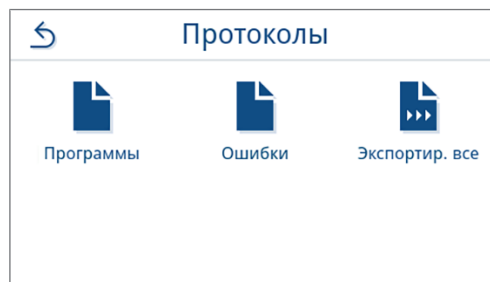 Протоколы
Программы
Ошибки
Экспортир. все